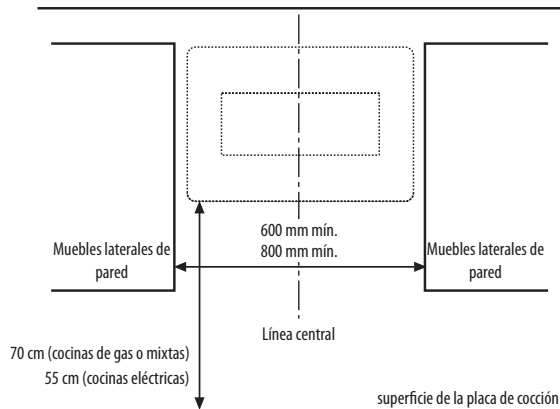 600 mm mín.
800 mm mín.
Muebles laterales de
pared
Muebles laterales de
pared
Línea central
70 cm (cocinas de gas o mixtas)
55 cm (cocinas eléctricas)
superficie de la placa de cocción